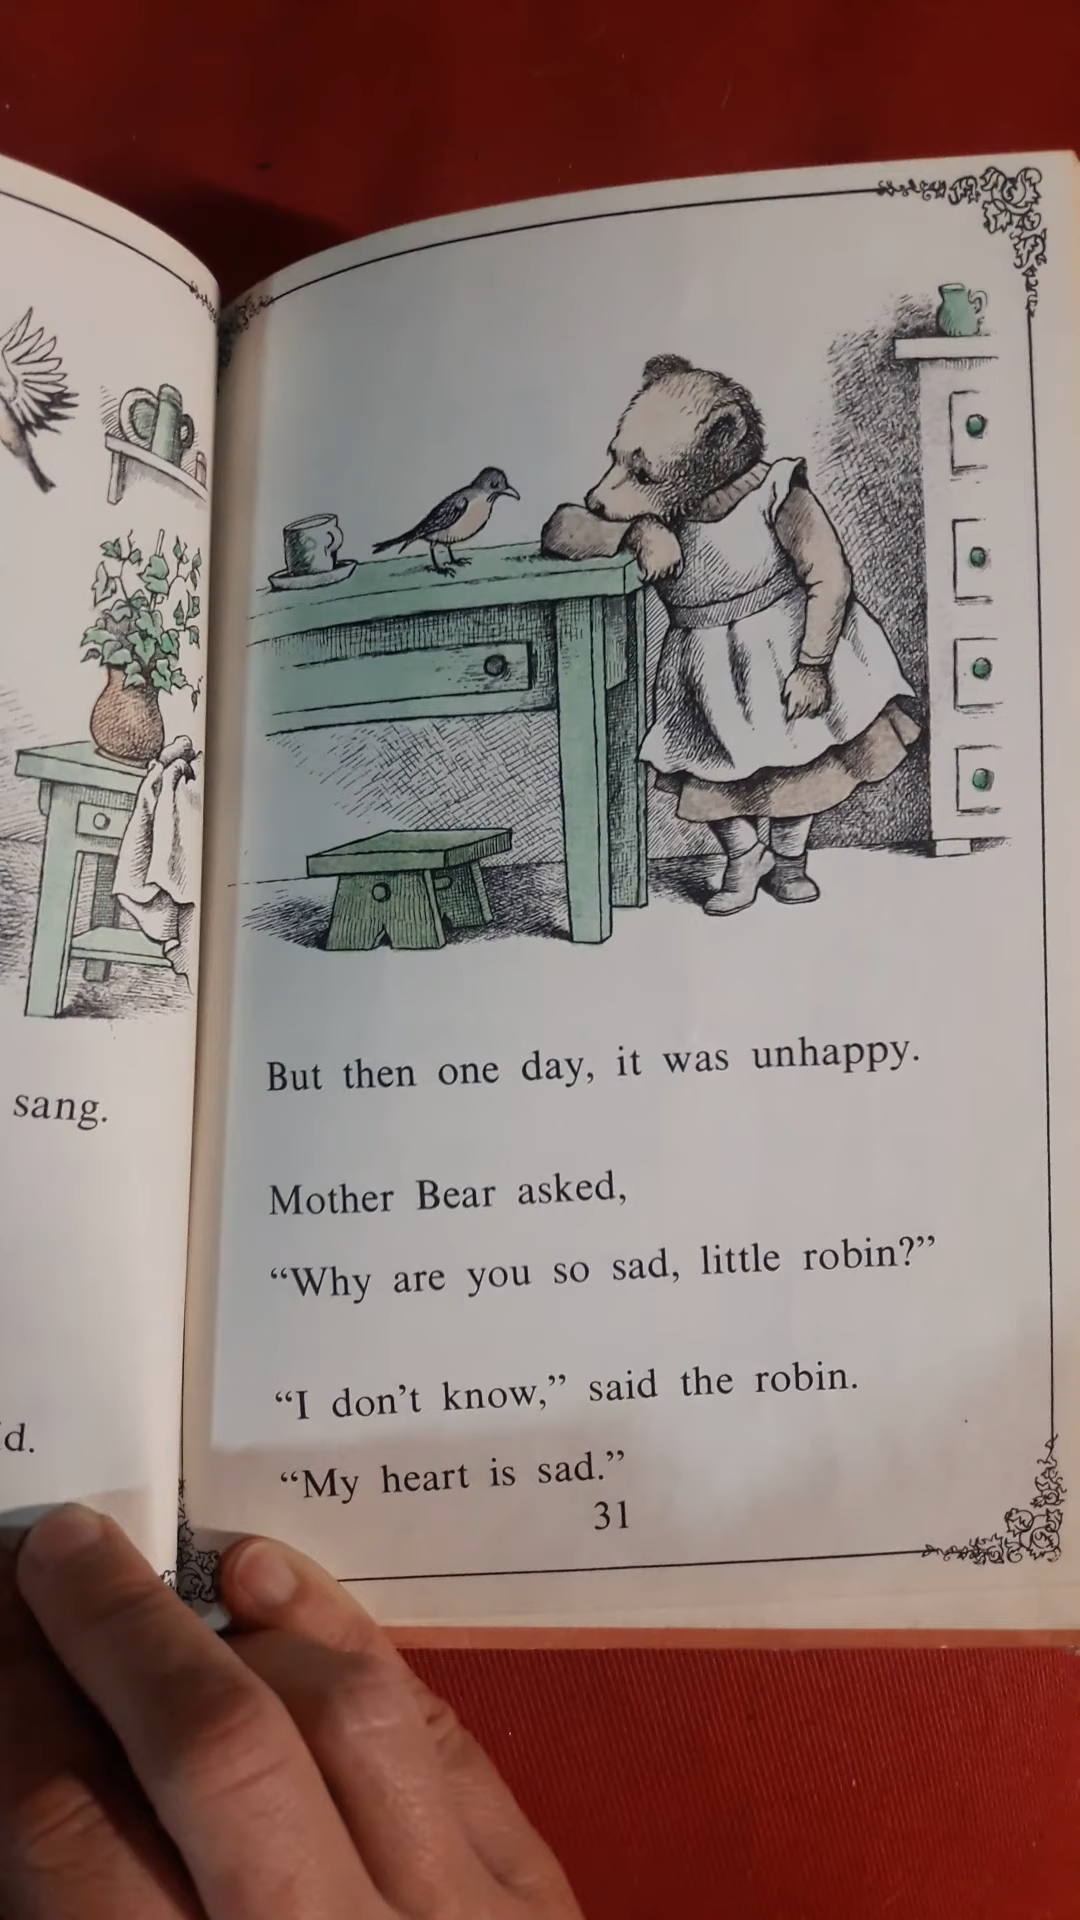 sang.
But then one day, it was unhappy.
Mother Bear asked,
“Why are you so sad, little robin?”
“I don’t know,” said the robin.
“My heart is sad.”
31